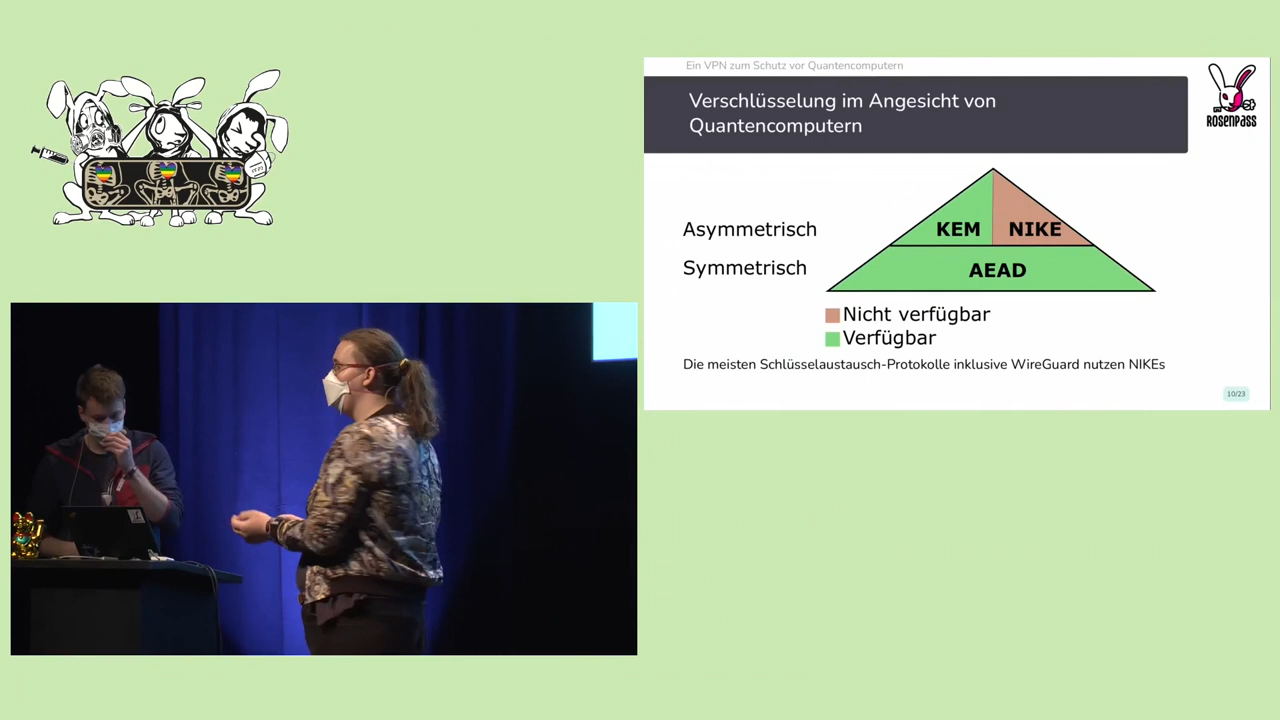 Ein VPN zum Schutz vor Quantencomputern
Verschlüsselung im Angesicht von
Quantencomputern
ROSENPASS
Asymmetrisch
KEM
NIKE
Symmetrisch
AEAD
Nicht verfügbar
Verfügbar
Die meisten Schlüsselaustausch-Protokolle inklusive WireGuard nutzen NIKEs
10/23